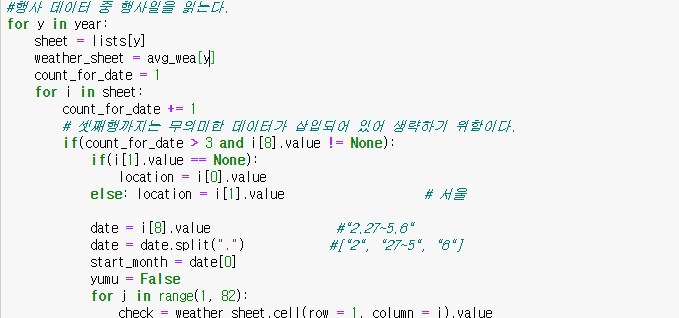 #행사 데이터 중 행사일을 읽는다.
for y in year:
sheet = lists[y]
weather_sheet = avg_wea[y]
count_for_date = 1
for i in sheet:
count_for_date += 1
# 셋째행까지는 무의미한 데이터가 삽입되어 있어 생략하기 위함이다.
if(count_for_date > 3 and i[8].value != None):
if(i[1].value == None):
location = i[0].value
else: location = i[1].value # 서울
date = i[8].value #"2.27~5.6"
date = date.split(".") #["2", "27~5", "6"]
start_month = date[0]
yumu = False
for j in range(1, 82):
check = weather_sheet.cell(row = 1, column = j).value